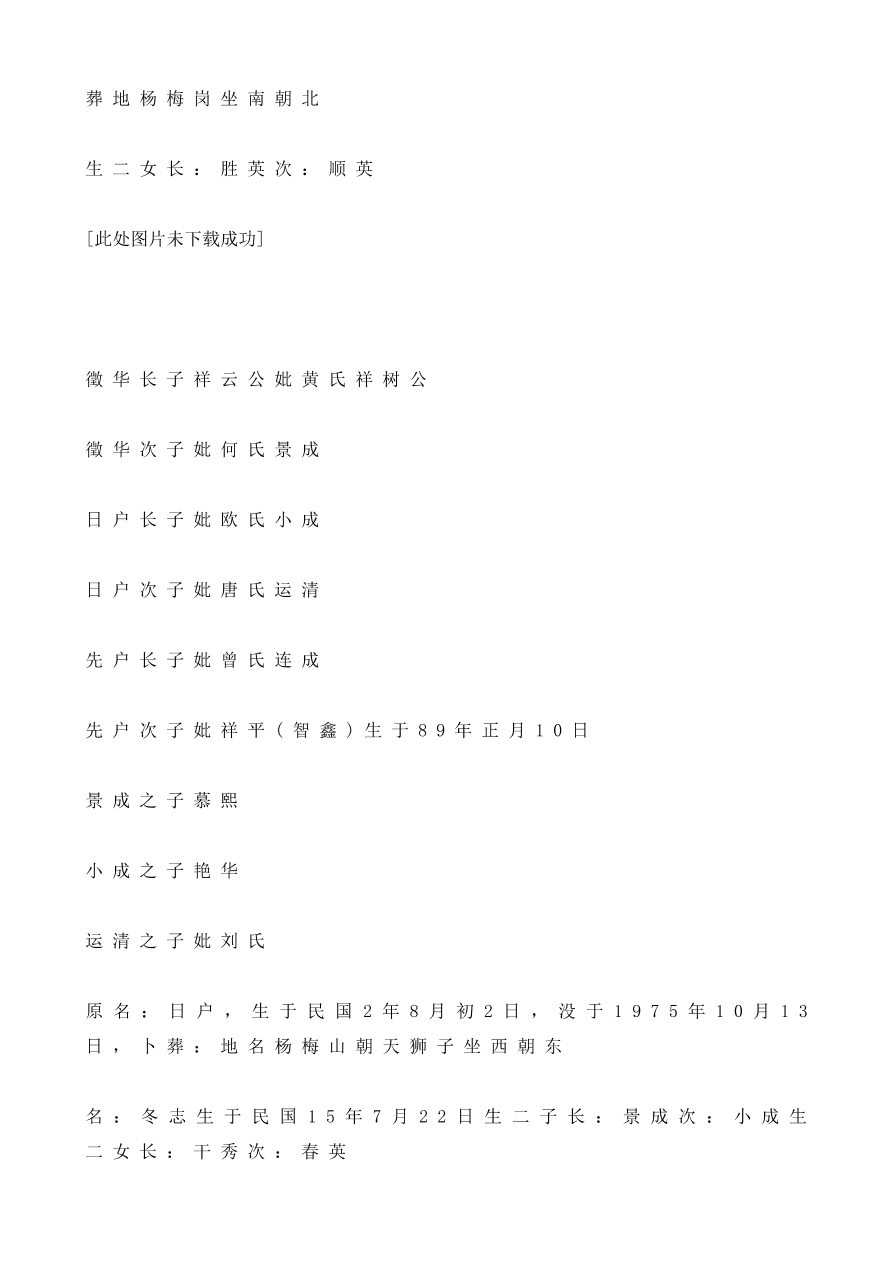 葬 地 杨 梅 岗 坐 南 朝 北
生 二 女 长 : 胜 英 次 : 顺 英
[此处图片未下载成功]
徵 华 长 子 祥 云 公 妣 黄 氏 祥 树 公
徵 华 次 子 妣 何 氏 景 成
日 户 长 子 妣 欧 氏 小 成
日 户 次 子 妣 唐 氏 运 清
先 户 长 子 妣 曾 氏 连 成
先 户 次 子 妣 祥 平 ( 智 鑫 ) 生 于 8 9 年 正 月 1 0 日
景 成 之 子 慕 熙
小 成 之 子 艳 华
运 清 之 子 妣 刘 氏
原 名 : 日 户 , 生 于 民 国 2 年 8 月 初 2 日 , 没 于 1 9 7 5 年 1 0 月 1 3
日 , 卜 葬 : 地 名 杨 梅 山 朝 天 狮 子 坐 西 朝 东
名 : 冬 志 生 于 民 国 1 5 年 7 月 2 2 日 生 二 子 长 : 景 成 次 : 小 成 生
二 女 长 : 干 秀 次 : 春 英